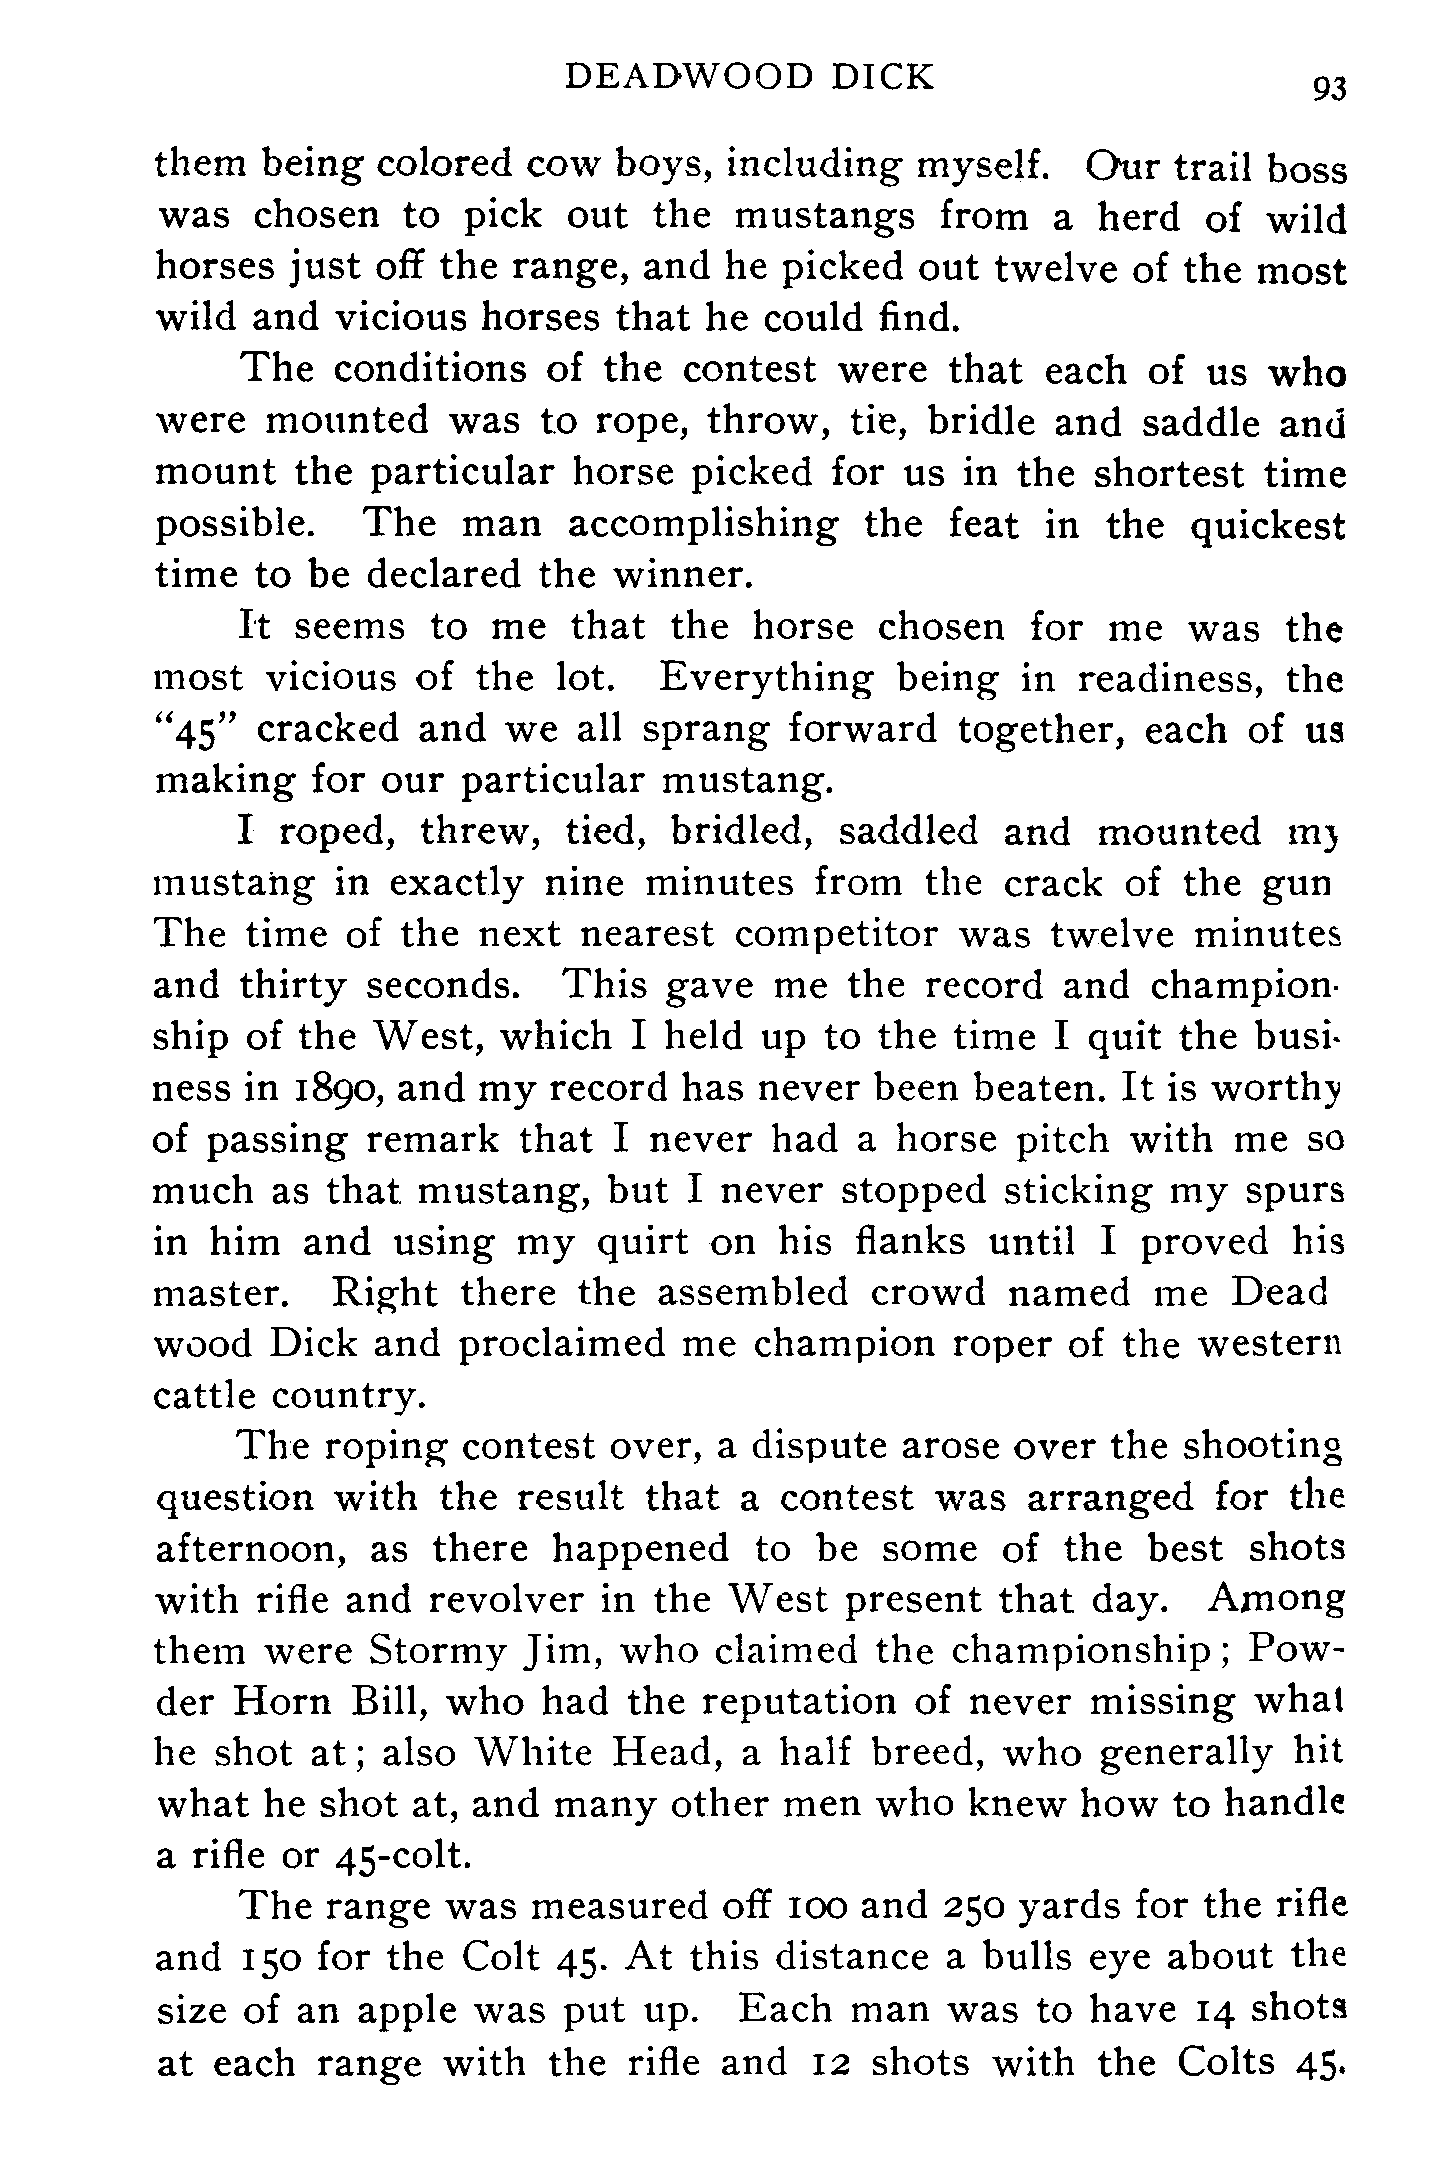 DEADWOOD DICK 93
them being colored cow boys, including myself. Our trail boss
was chosen to pick out the mustangs from a herd of wild
horses just off the range, and he picked out twelve of the most
wild and vicious horses that he could find.
The conditions of the contest were that each of us who
were mounted was to rope, throw, tie, bridle and saddle and
mount the particular horse picked for us in the shortest time
possible. The man accomplishing the feat in the quickest
time to be declared the winner.
It seems to me that the horse chosen for me was the
most vicious of the lot. Everything being in readiness, the
“45” cracked and we all sprang forward together, each of us
making for our particular mustang.
I roped, threw, tied, bridled, saddled and mounted my
mustang in exactly nine minutes from the crack of the gun
The time of the next nearest competitor was twelve minutes
and thirty seconds. This gave me the record and champion-
ship of the West, which I held up to the time I quit the busi-
ness in 1890, and my record has never been beaten. It is worthy
of passing remark that I never had a horse pitch with me so
much as that mustang, but I never stopped sticking my spurs
in him and using my quirt on his flanks until I proved his
master. Right there the assembled crowd named me Dead
wood Dick and proclaimed me champion roper of the western
cattle country.
The roping contest over, a dispute arose over the shooting
question with the result that a contest was arranged for the
afternoon, as there happened to be some of the best shots
with rifle and revolver in the West present that day. Among
them were Stormy Jim, who claimed the championship; Pow-
der Horn Bill, who had the reputation of never missing what
he shot at; also White Head, a half breed, who generally hit
what he shot at, and many other men who knew how to handle
a rifle or 45-colt.
The range was measured off 100 and 250 yards for the rifle
and 150 for the Colt 45. At this distance a bulls eye about the
size of an apple was put up. Each man was to have 14 shots
at each range with the rifle and 12 shots with the Colts 45.